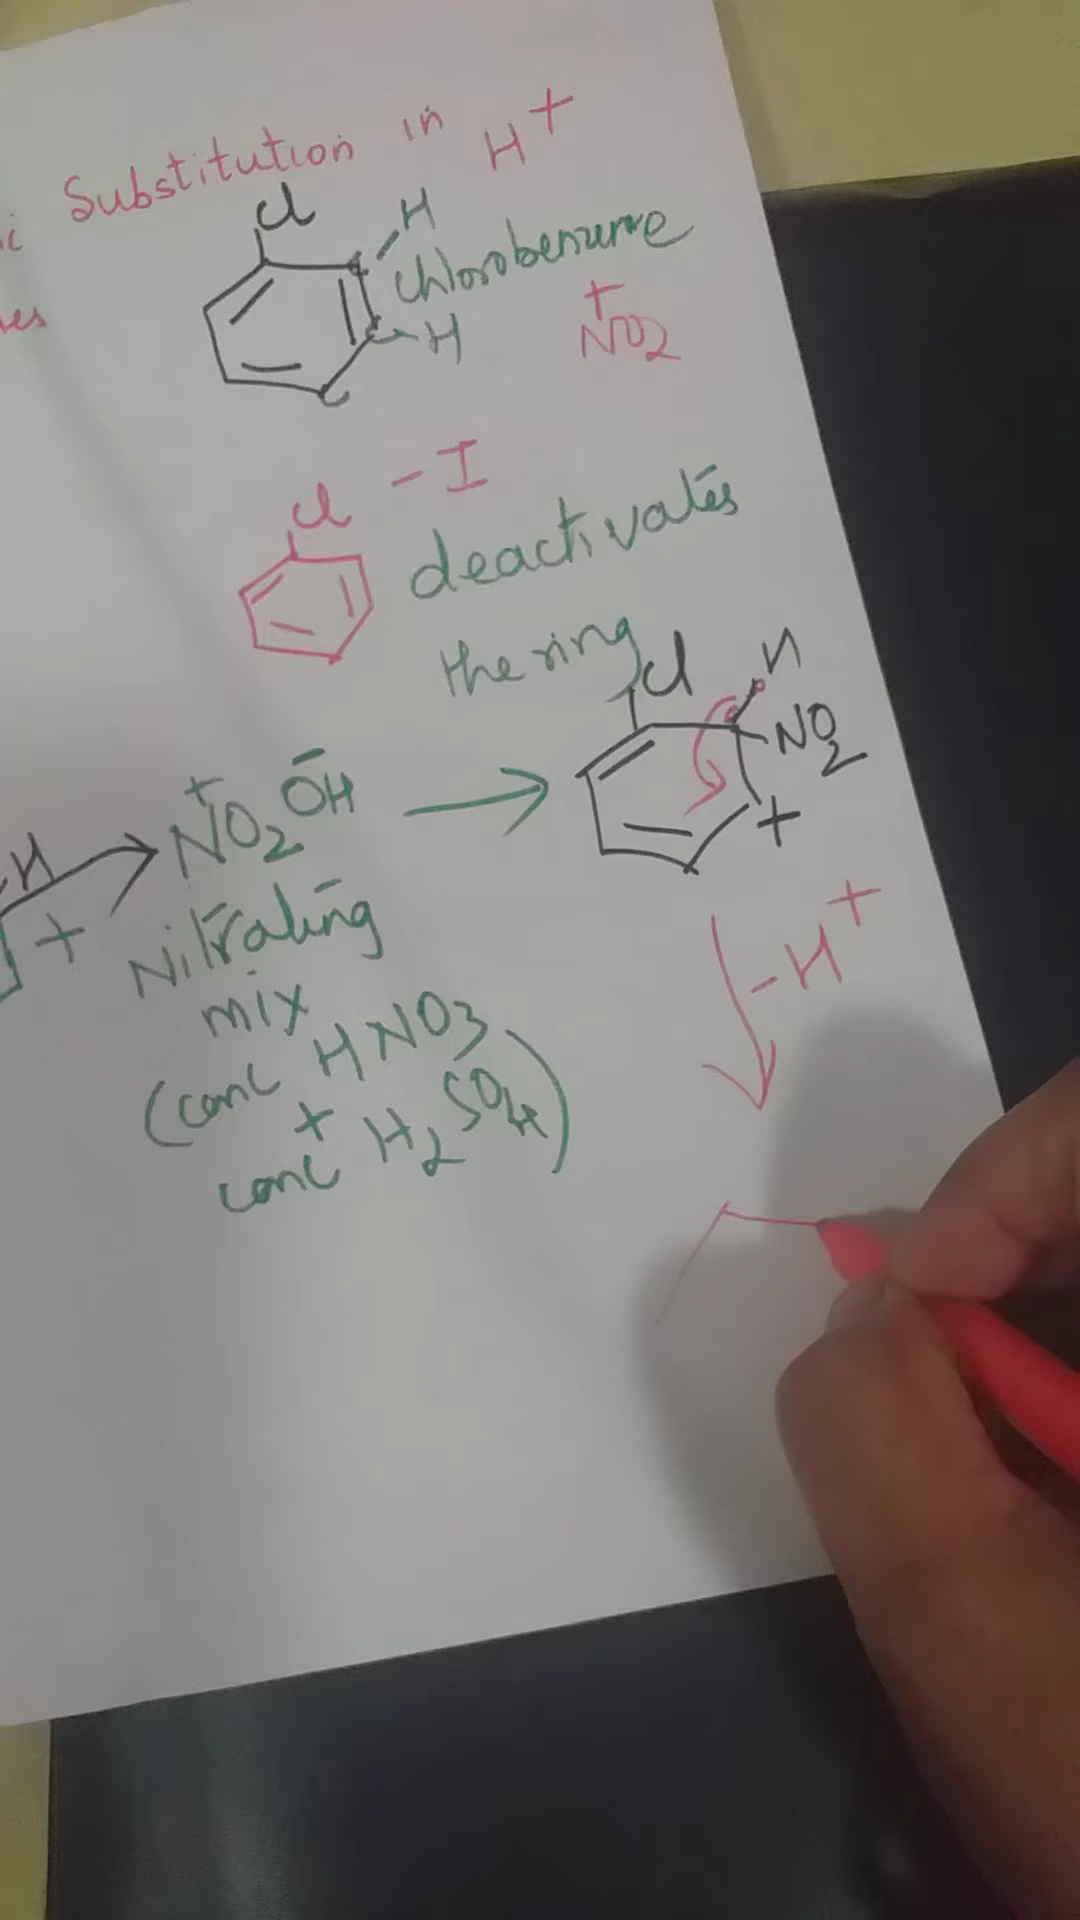 Substitution in H+
Cl
H
chlorobenzene
H
C
+
NO2
Cl
-I
deactivates
the ring
Cl
H
NO2
+
H
+
+
NO2 OH-
Nitrating
mix
(conc HNO3
+
conc H2SO4)
-H+